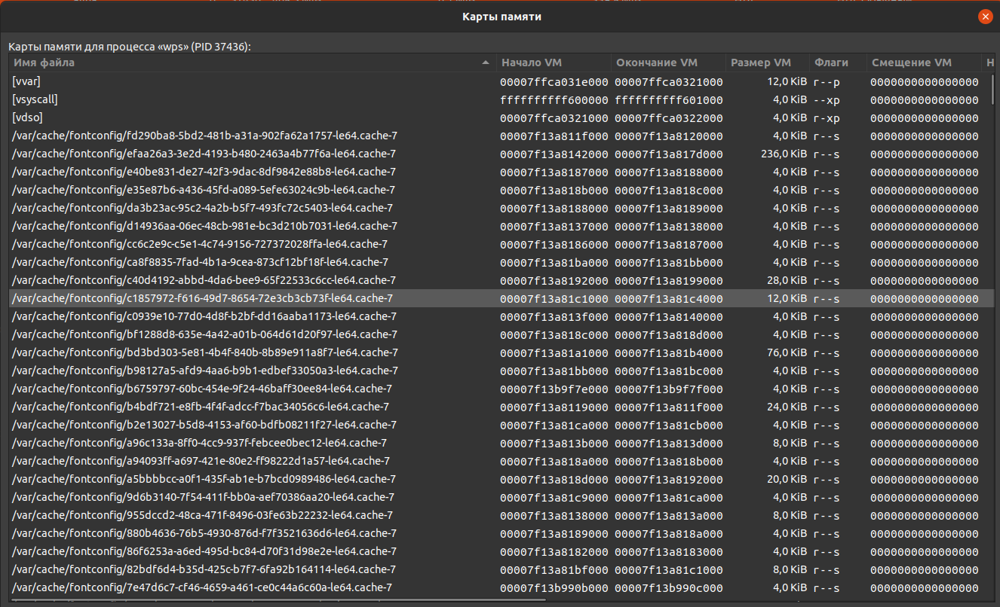 Карты памяти
Карты памяти для процесса «wps» (PID 37436):
Имя файла Начало VM Окончание VM Размер VM Флаги Смещение VM Н
[vvar] 00007ffca031e000 00007ffca0321000 12,0 KiB r--p 0000000000000000
[vsyscall] ffffffffff600000 ffffffffff601000 4,0 KiB --xp 0000000000000000
[vdso] 00007ffca0321000 00007ffca0322000 4,0 KiB r-xp 0000000000000000
/var/cache/fontconfig/fd290ba8-5bd2-481b-a31a-902fa62a1757-le64.cache-7 00007f13a811f000 00007f13a8120000 4,0 KiB r--s 0000000000000000
/var/cache/fontconfig/efaa26a3-3e2d-4193-b480-2463a4b77f6a-le64.cache-7 00007f13a8142000 00007f13a817d000 236,0 KiB r--s 0000000000000000
/var/cache/fontconfig/e40be831-de27-42f3-9dac-8df9842e88b8-le64.cache-7 00007f13a8187000 00007f13a8188000 4,0 KiB r--s 0000000000000000
/var/cache/fontconfig/e35e87b6-a436-45fd-a089-5efe63024c9b-le64.cache-7 00007f13a818b000 00007f13a818c000 4,0 KiB r--s 0000000000000000
/var/cache/fontconfig/da3b23ac-95c2-4a2b-b5f7-493fc72c5403-le64.cache-7 00007f13a8188000 00007f13a8189000 4,0 KiB r--s 0000000000000000
/var/cache/fontconfig/d14936aa-06ec-48cb-981e-bc3d210b7031-le64.cache-7 00007f13a8137000 00007f13a8138000 4,0 KiB r--s 0000000000000000
/var/cache/fontconfig/cc6c2e9c-c5e1-4c74-9156-727372028ffa-le64.cache-7 00007f13a8186000 00007f13a8187000 4,0 KiB r--s 0000000000000000
/var/cache/fontconfig/ca8f8835-7fad-4b1a-9cea-873cf12bf18f-le64.cache-7 00007f13a81ba000 00007f13a81bb000 4,0 KiB r--s 0000000000000000
/var/cache/fontconfig/c40d4192-abbd-4da6-bee9-65f22533c6cc-le64.cache-7 00007f13a8192000 00007f13a8199000 28,0 KiB r--s 0000000000000000
/var/cache/fontconfig/c1857972-f616-49d7-8654-72e3cb3cb73f-le64.cache-7 00007f13a81c1000 00007f13a81c4000 12,0 KiB r--s 0000000000000000
/var/cache/fontconfig/c0939e10-77d0-4d8f-b2bf-dd16aaba1173-le64.cache-7 00007f13a813f000 00007f13a8140000 4,0 KiB r--s 0000000000000000
/var/cache/fontconfig/bf1288d8-635e-4a42-a01b-064d61d20f97-le64.cache-7 00007f13a818c000 00007f13a818d000 4,0 KiB r--s 0000000000000000
/var/cache/fontconfig/bd3bd303-5e81-4b4f-840b-8b89e911a8f7-le64.cache-7 00007f13a81a1000 00007f13a81b4000 76,0 KiB r--s 0000000000000000
/var/cache/fontconfig/b98127a5-afd9-4aa6-b9b1-edbef33050a3-le64.cache-7 00007f13a81bb000 00007f13a81bc000 4,0 KiB r--s 0000000000000000
/var/cache/fontconfig/b6759797-60bc-454e-9f24-46baff30ee84-le64.cache-7 00007f13b9f7e000 00007f13b9f7f000 4,0 KiB r--s 0000000000000000
/var/cache/fontconfig/b4bdf721-e8fb-4f4f-adcc-f7bac34056c6-le64.cache-7 00007f13a8119000 00007f13a811f000 24,0 KiB r--s 0000000000000000
/var/cache/fontconfig/b2e13027-b5d8-4153-af60-bdfb08211f27-le64.cache-7 00007f13a81ca000 00007f13a81cb000 4,0 KiB r--s 0000000000000000
/var/cache/fontconfig/a96c133a-8ff0-4cc9-937f-febcee0bec12-le64.cache-7 00007f13a813b000 00007f13a813d000 8,0 KiB r--s 0000000000000000
/var/cache/fontconfig/a94093ff-a697-421e-80e2-ff98222d1a57-le64.cache-7 00007f13a818a000 00007f13a818b000 4,0 KiB r--s 0000000000000000
/var/cache/fontconfig/a5bbbbcc-a0f1-435f-ab1e-b7bcd0989486-le64.cache-7 00007f13a818d000 00007f13a8192000 20,0 KiB r--s 0000000000000000
/var/cache/fontconfig/9d6b3140-7f54-411f-bb0a-aef70386aa20-le64.cache-7 00007f13a81c9000 00007f13a81ca000 4,0 KiB r--s 0000000000000000
/var/cache/fontconfig/955dccd2-48ca-471f-8496-03fe63b22232-le64.cache-7 00007f13a8138000 00007f13a813a000 8,0 KiB r--s 0000000000000000
/var/cache/fontconfig/880b4636-76b5-4930-876d-f7f3521636d6-le64.cache-7 00007f13a8189000 00007f13a818a000 4,0 KiB r--s 0000000000000000
/var/cache/fontconfig/86f6253a-a6ed-495d-bc84-d70f31d98e2e-le64.cache-7 00007f13a8182000 00007f13a8183000 4,0 KiB r--s 0000000000000000
/var/cache/fontconfig/82bdf6d4-b35d-425c-b7f7-6fa92b164114-le64.cache-7 00007f13a81bf000 00007f13a81c1000 8,0 KiB r--s 0000000000000000
/var/cache/fontconfig/7e47d6c7-cf46-4659-a461-ce0c44a6c60a-le64.cache-7 00007f13b990b000 00007f13b990c000 4,0 KiB r--s 0000000000000000